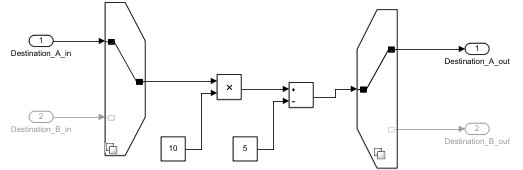 1
Destination_A_in
2
Destination_B_in
×
10
+
−
5
1
Destination_A_out
2
Destination_B_out